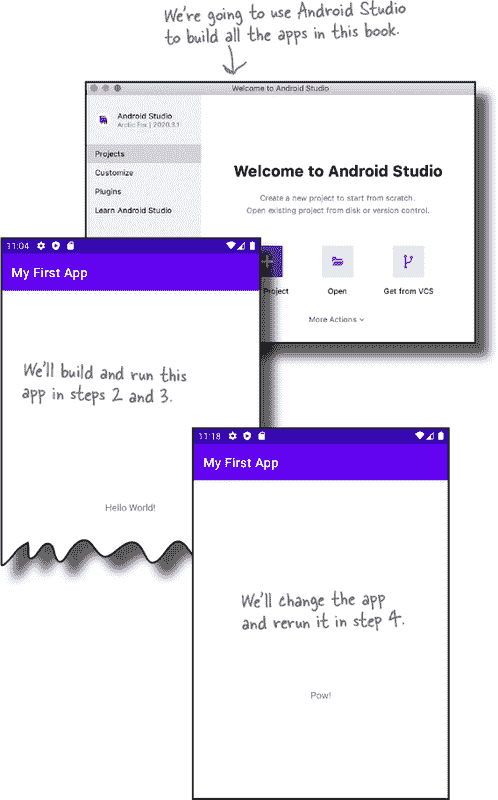 We're going to use Android Studio
to build all the apps in this book.
Welcome to Android Studio
Android Studio
Arctic Fox | 2020.3.1
Projects
Customize
Plugins
Learn Android Studio
Welcome to Android Studio
Create a new project to start from scratch.
Open existing project from disk or version control.
Project
Open
Get from VCS
More Actions
11:04
My First App
We'll build and run this
app in steps 2 and 3.
Hello World!
11:18
My First App
We'll change the app
and rerun it in step 4.
Pow!